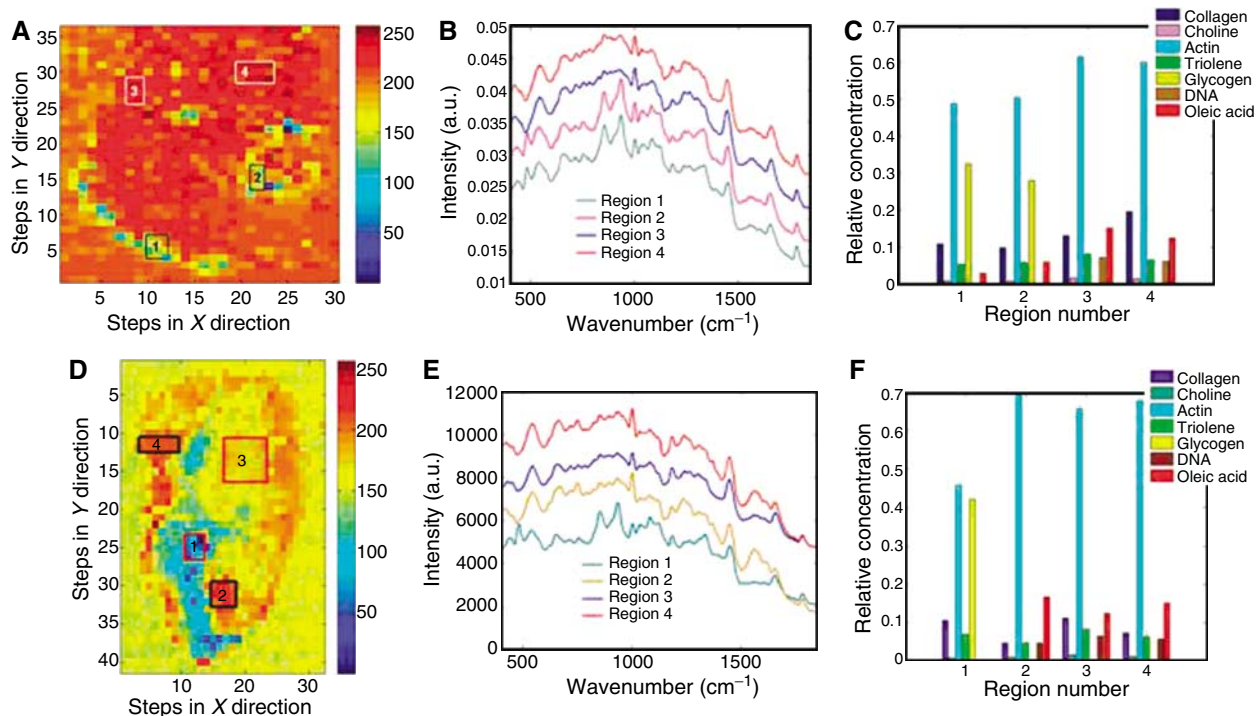 A
35
30
25
20
15
10
5
Steps in Y direction
5
10
15
20
25
30
Steps in X direction
1
2
3
4
250
200
150
100
50
B
0.05
0.045
0.04
0.035
0.03
0.025
0.02
0.015
0.01
Intensity (a.u.)
Region 1
Region 2
Region 3
Region 4
500
1000
1500
Wavenumber (cm−1)
C
0.7
0.6
0.5
0.4
0.3
0.2
0.1
0
Relative concentration
Collagen
Choline
Actin
Triolene
Glycogen
DNA
Oleic acid
1
2
3
4
Region number
D
5
10
15
20
25
30
35
40
Steps in Y direction
4
3
1
2
10
20
30
Steps in X direction
250
200
150
100
50
E
12000
10000
8000
6000
4000
2000
0
Intensity (a.u.)
Region 1
Region 2
Region 3
Region 4
500
1000
1500
Wavenumber (cm−1)
F
0.7
0.6
0.5
0.4
0.3
0.2
0.1
0
Relative concentration
Collagen
Choline
Actin
Triolene
Glycogen
DNA
Oleic acid
1
2
3
4
Region number